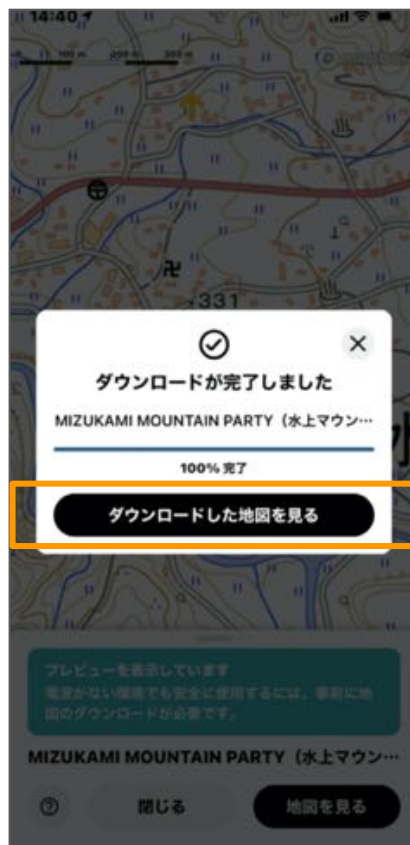 14:40
100 m
200 m
300 m
331
ダウンロードが完了しました
MIZUKAMI MOUNTAIN PARTY（水上マウン…
100% 完了
ダウンロードした地図を見る
水
プレビューを表示しています
電波がない環境でも安全に使用するには、事前に地
図のダウンロードが必要です。
MIZUKAMI MOUNTAIN PARTY（水上マウン…
閉じる
地図を見る